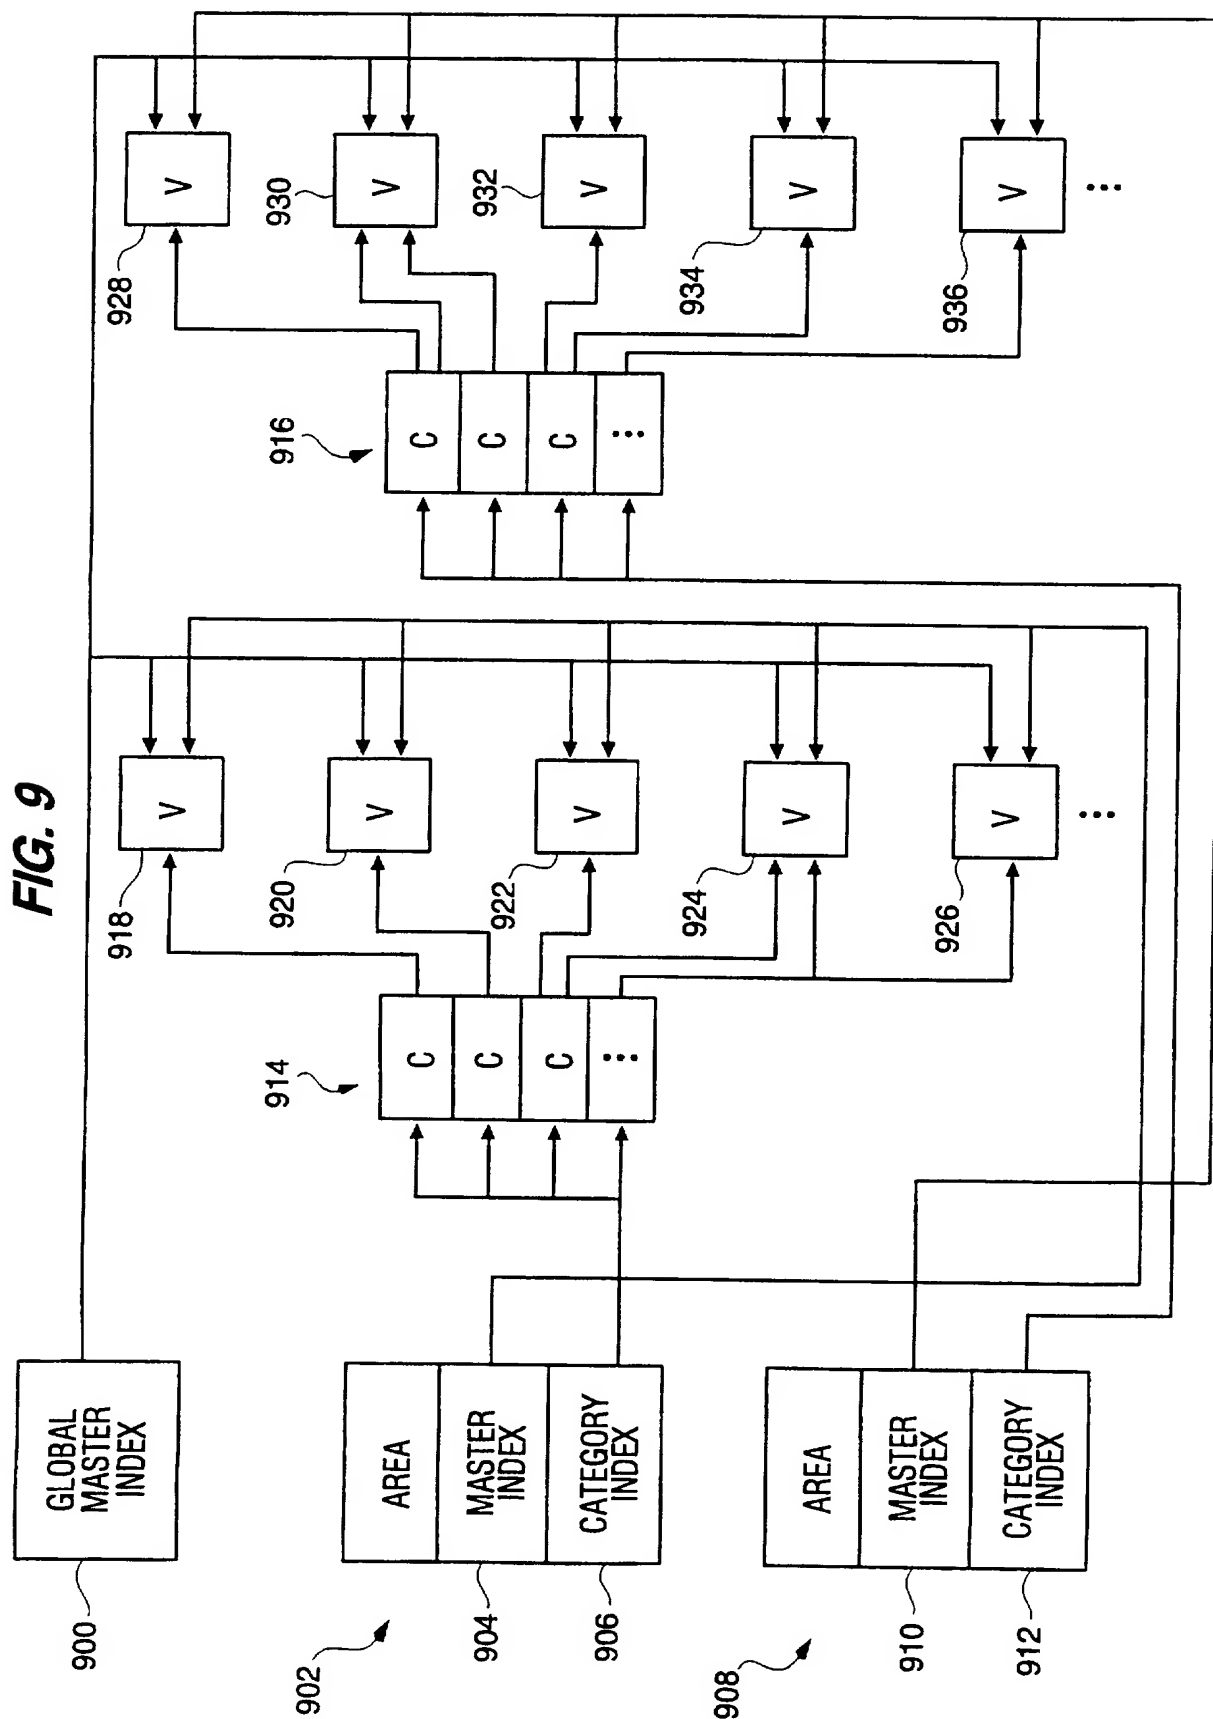 FIG. 9
GLOBAL
MASTER
INDEX
900
902
AREA
MASTER
INDEX
904
CATEGORY
INDEX
906
908
AREA
MASTER
INDEX
910
CATEGORY
INDEX
912
914
C
C
C
...
918
V
920
V
922
V
924
V
926
V
...
916
C
C
C
...
928
V
930
V
932
V
934
V
936
V
...